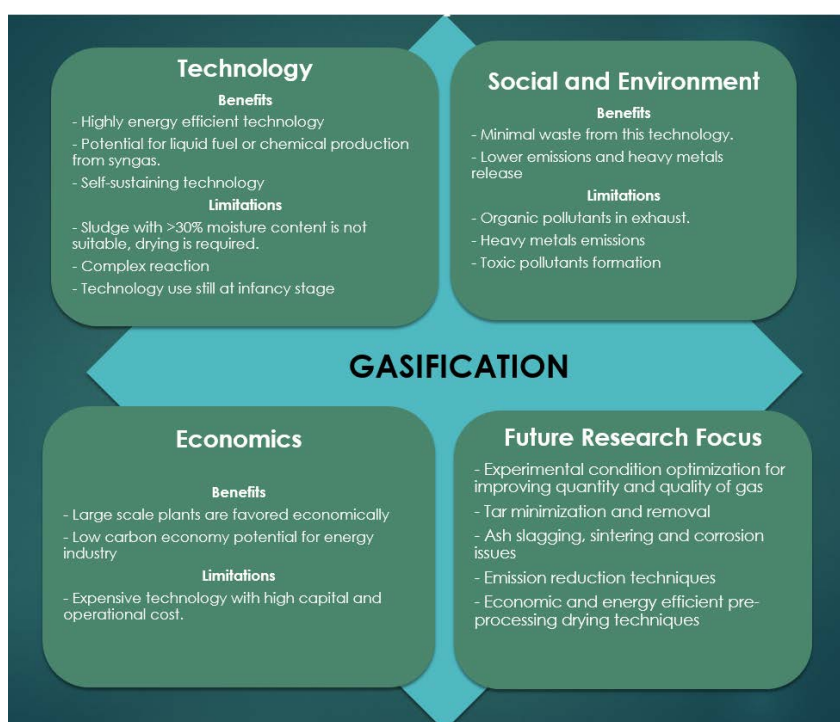 Technology
Benefits
- Highly energy efficient technology
- Potential for liquid fuel or chemical production
from syngas.
- Self-sustaining technology
Limitations
- Sludge with >30% moisture content is not
suitable, drying is required.
- Complex reaction
- Technology use still at infancy stage
Social and Environment
Benefits
- Minimal waste from this technology.
- Lower emissions and heavy metals
release
Limitations
- Organic pollutants in exhaust.
- Heavy metals emissions
- Toxic pollutants formation
GASIFICATION
Economics
Benefits
- Large scale plants are favored economically
- Low carbon economy potential for energy
industry
Limitations
- Expensive technology with high capital and
operational cost.
Future Research Focus
- Experimental condition optimization for
improving quantity and quality of gas
- Tar minimization and removal
- Ash slagging, sintering and corrosion
issues
- Emission reduction techniques
- Economic and energy efficient pre-
processing drying techniques